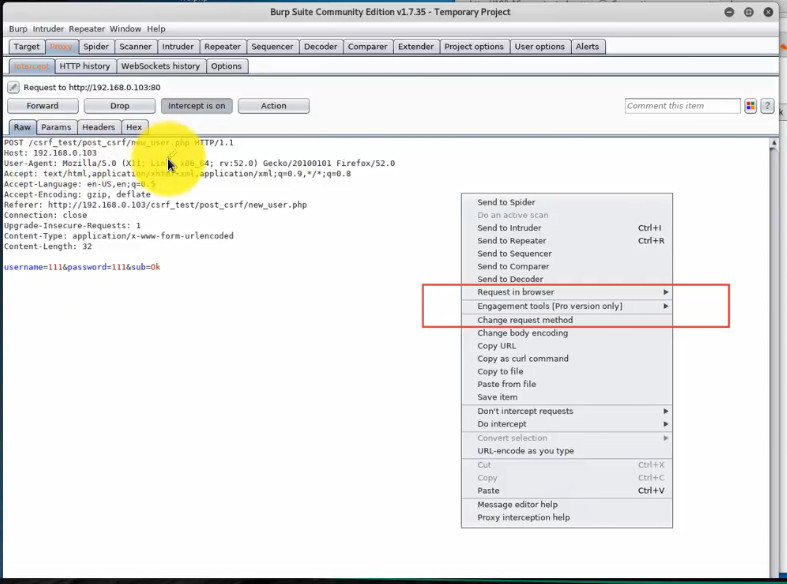 Burp Suite Community Edition v1.7.35 - Temporary Project
Burp Intruder Repeater Window Help
Target Proxy Spider Scanner Intruder Repeater Sequencer Decoder Comparer Extender Project options User options Alerts
Intercept HTTP history WebSockets history Options
Request to http://192.168.0.103:80
Forward Drop Intercept is on Action Comment this item ?
Raw Params Headers Hex
POST /csrf_test/post_csrf/new_user.php HTTP/1.1
Host: 192.168.0.103
User-Agent: Mozilla/5.0 (X11; Linux x86_64; rv:52.0) Gecko/20100101 Firefox/52.0
Accept: text/html,application/xhtml+xml,application/xml;q=0.9,*/*;q=0.8
Accept-Language: en-US,en;q=0.5
Accept-Encoding: gzip, deflate
Referer: http://192.168.0.103/csrf_test/post_csrf/new_user.php
Connection: close
Upgrade-Insecure-Requests: 1
Content-Type: application/x-www-form-urlencoded
Content-Length: 32
username=111&password=111&sub=Ok
Send to Spider
Do an active scan
Send to Intruder Ctrl+I
Send to Repeater Ctrl+R
Send to Sequencer
Send to Comparer
Send to Decoder
Request in browser
Engagement tools [Pro version only]
Change request method
Change body encoding
Copy URL
Copy as curl command
Copy to file
Paste from file
Save item
Don't intercept requests
Do intercept
Convert selection
URL-encode as you type
Cut Ctrl+X
Copy Ctrl+C
Paste Ctrl+V
Message editor help
Proxy interception help